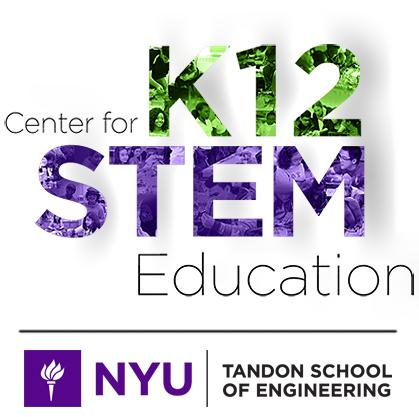 Center for K12
STEM
Education
NYU
TANDON SCHOOL
OF ENGINEERING